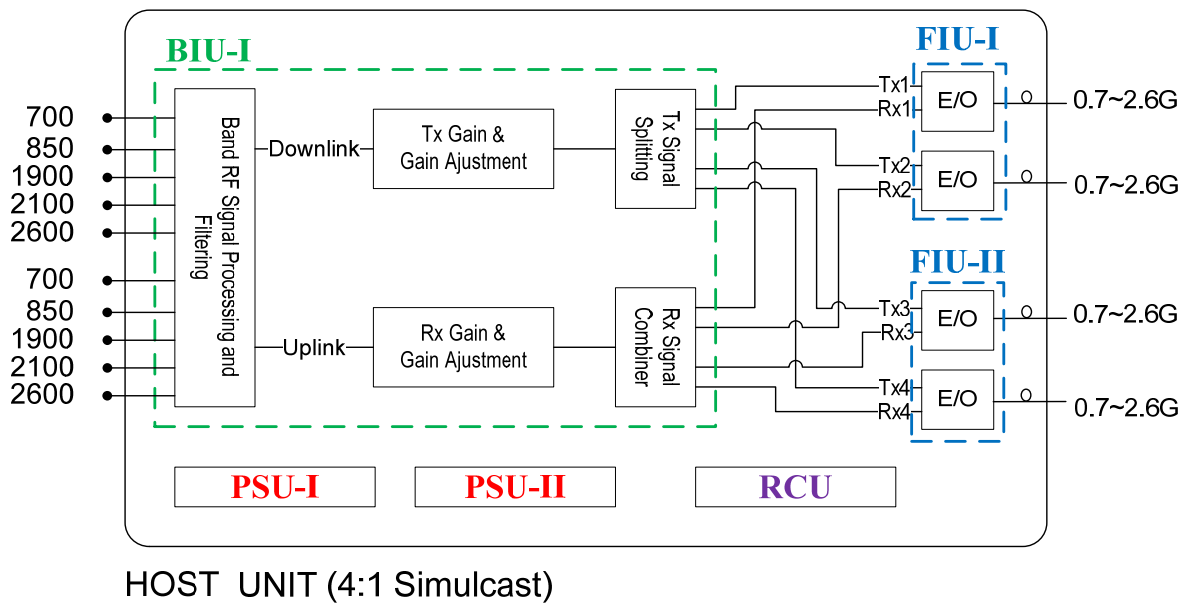 BIU-I
FIU-I
700
850
1900
2100
2600
700
850
1900
2100
2600
Band RF Signal Processing and
Filtering
Downlink
Tx Gain &
Gain Ajustment
Tx Signal
Splitting
Uplink
Rx Gain &
Gain Ajustment
Rx Signal
Combiner
Tx1
Rx1
E/O
0.7~2.6G
Tx2
Rx2
E/O
0.7~2.6G
FIU-II
Tx3
Rx3
E/O
0.7~2.6G
Tx4
Rx4
E/O
0.7~2.6G
PSU-I
PSU-II
RCU
HOST UNIT (4:1 Simulcast)